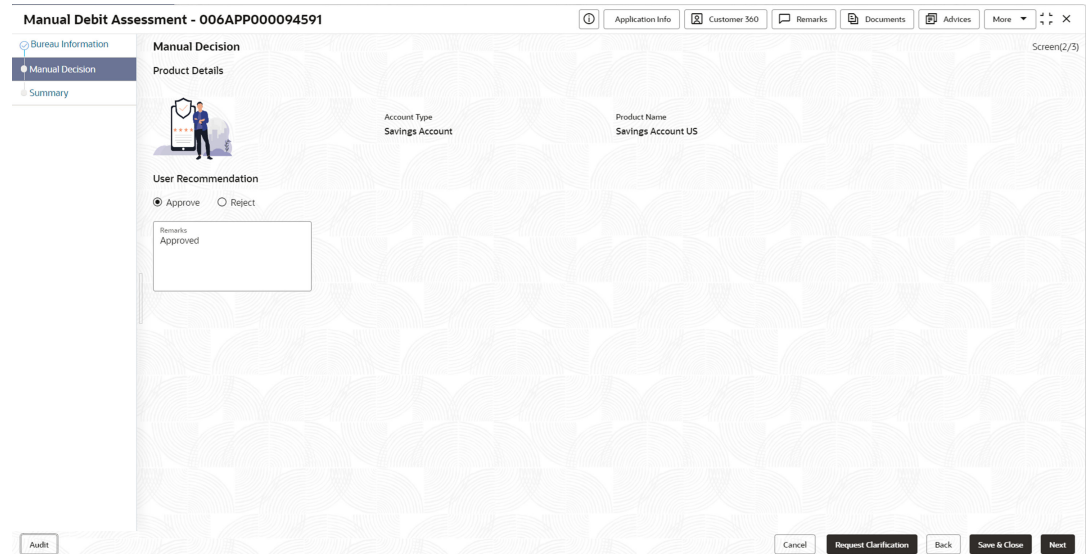 Manual Debit Assessment - 006APP000094591
Application Info
Customer 360
Remarks
Documents
Advices
More
Bureau Information
Manual Decision
Summary
Manual Decision
Screen(2/3)
Product Details
Account Type
Savings Account
Product Name
Savings Account US
User Recommendation
Approve
Reject
Remarks
Approved
Audit
Cancel
Request Clarification
Back
Save & Close
Next